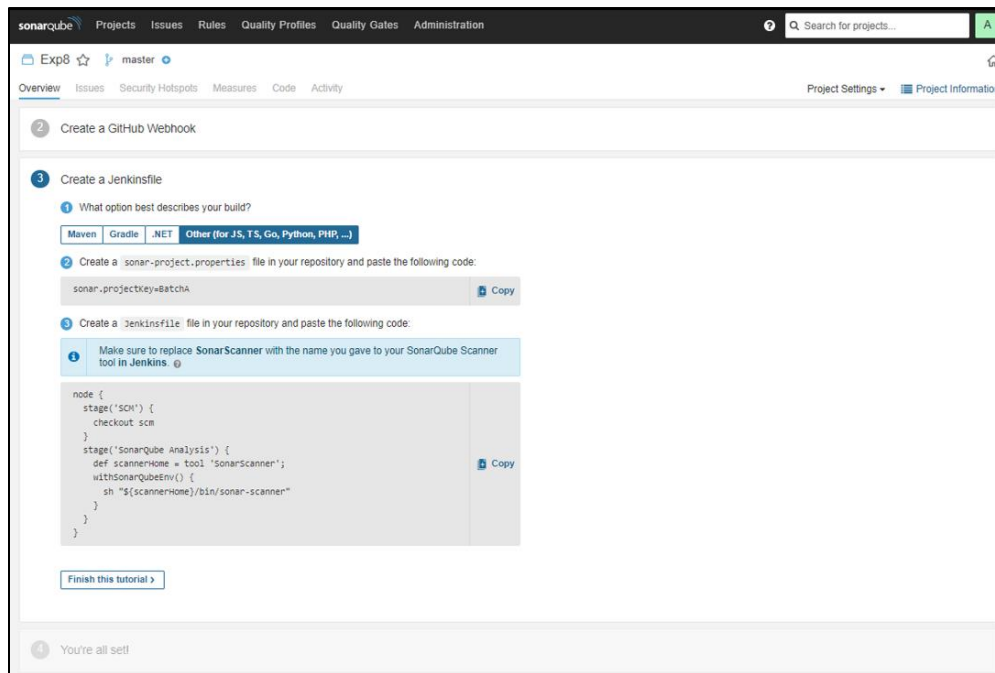 sonarqube Projects Issues Rules Quality Profiles Quality Gates Administration ? Search for projects... A
Exp8 master
Overview Issues Security Hotspots Measures Code Activity Project Settings Project Informatio
2 Create a GitHub Webhook
3 Create a Jenkinsfile
1 What option best describes your build?
Maven Gradle .NET Other (for JS, TS, Go, Python, PHP, ...)
2 Create a sonar-project.properties file in your repository and paste the following code:
sonar.projectKey=BatchA Copy
3 Create a Jenkinsfile file in your repository and paste the following code:
Make sure to replace SonarScanner with the name you gave to your SonarQube Scanner
tool in Jenkins. ?
node {
stage('SCM') {
checkout scm
}
stage('SonarQube Analysis') {
def scannerHome = tool 'SonarScanner';
withSonarQubeEnv() { Copy
sh "${scannerHome}/bin/sonar-scanner"
}
}
}
Finish this tutorial >
4 You're all set!